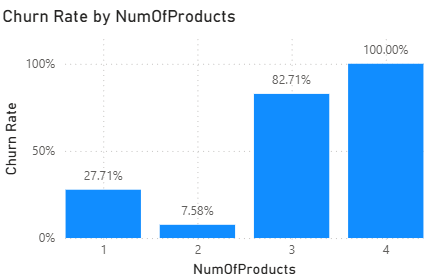 Churn Rate by NumOfProducts
100.00%
100%
82.71%
Churn Rate
50%
27.71%
7.58%
0%
1 2 3 4
NumOfProducts